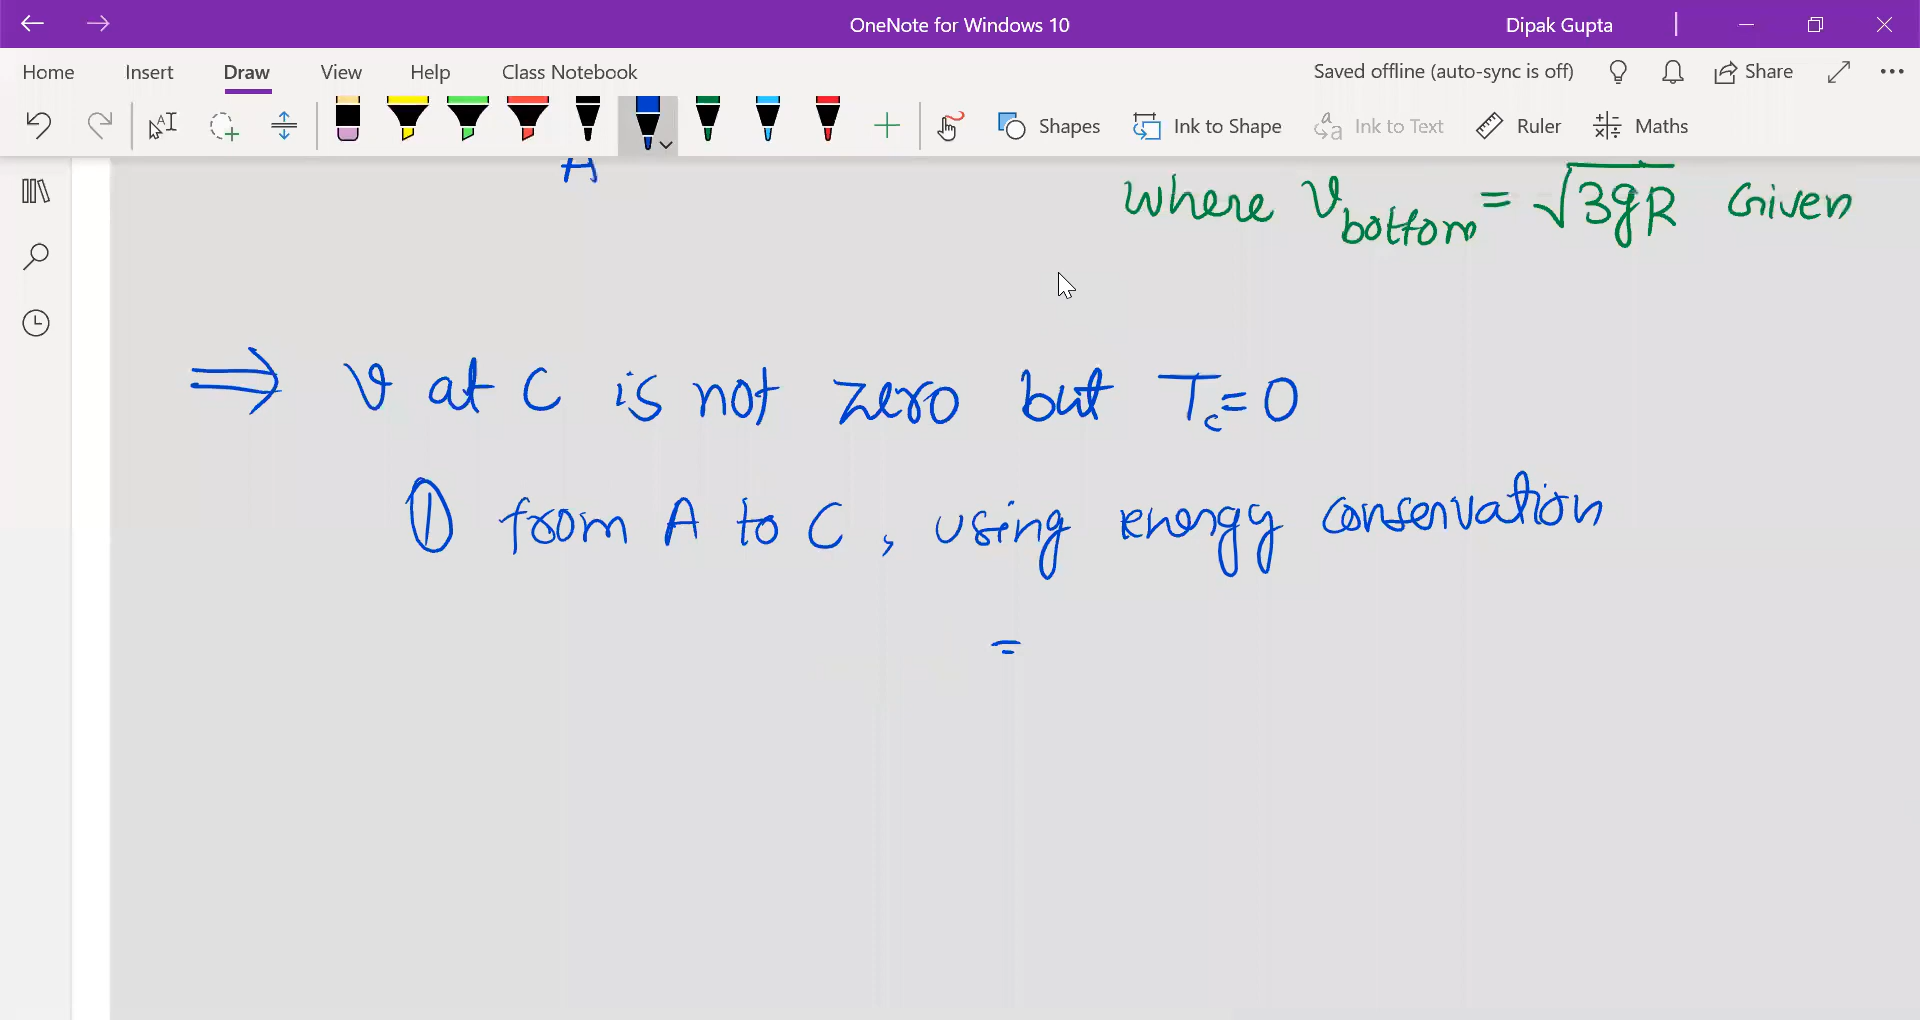 OneNote for Windows 10
Dipak Gupta
Home Insert Draw View Help Class Notebook
Saved offline (auto-sync is off) Share
Shapes Ink to Shape Ink to Text Ruler Maths
A
where v_bottom = √3gR Given
⇒ v at C is not zero but T_c = 0
① from A to C, using energy conservation
=